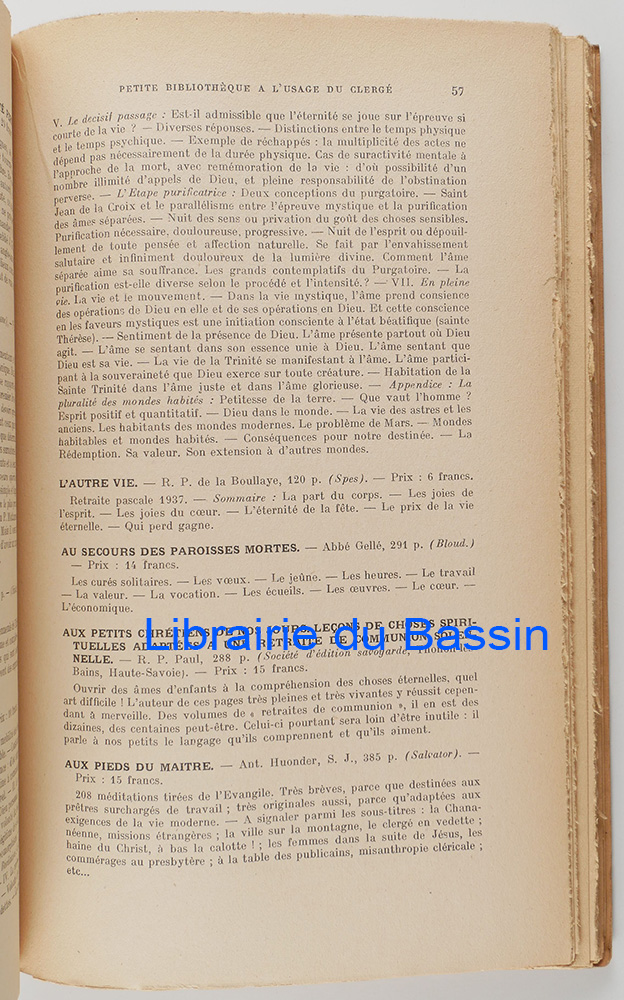 PETITE BIBLIOTHÈQUE A L'USAGE DU CLERGÉ 57
V. Le decisif passage : Est-il admissible que l'éternité se joue sur l'épreuve si
courte de la vie ? — Diverses réponses. — Distinctions entre le temps physique
et le temps psychique. — Exemple de réchappés : la multiplicité des actes ne
dépend pas nécessairement de la durée physique. Cas de suractivité mentale à
l'approche de la mort, avec remémoration de la vie : d'où possibilité d'un
nombre illimité d'appels de Dieu, et pleine responsabilité de l'obstination
perverse. — L'Etape purificatrice : Deux conceptions du purgatoire. — Saint
Jean de la Croix et le parallélisme entre l'épreuve mystique et la purification
des âmes séparées. — Nuit des sens ou privation du goût des choses sensibles.
Purification nécessaire, douloureuse, progressive. — Nuit de l'esprit ou dépouil-
lement de toute pensée et affection naturelle. Se fait par l'envahissement
salutaire et infiniment douloureux de la lumière divine. Comment l'âme
séparée aime sa souffrance. Les grands contemplatifs du Purgatoire. — La
purification est-elle diverse selon le procédé et l'intensité.? — VII. En pleine
vie. La vie et le mouvement. — Dans la vie mystique, l'âme prend conscience
des opérations de Dieu en elle et de ses opérations en Dieu. Et cette conscience
en les faveurs mystiques est une initiation consciente à l'état béatifique (sainte
Thérèse). — Sentiment de la présence de Dieu. L'âme présente partout où Dieu
agit. — L'âme se sentant dans son essence unie à Dieu. L'âme sentant que
Dieu est sa vie. — La vie de la Trinité se manifestant à l'âme. L'âme partici-
pant à la souveraineté que Dieu exerce sur toute créature. — Habitation de la
Sainte Trinité dans l'âme juste et dans l'âme glorieuse. — Appendice : La
pluralité des mondes habités : Petitesse de la terre. — Que vaut l'homme ?
Esprit positif et quantitatif. — Dieu dans le monde. — La vie des astres et les
anciens. Les habitants des mondes modernes. Le problème de Mars. — Mondes
habitables et mondes habités. — Conséquences pour notre destinée. — La
Rédemption. Sa valeur. Son extension à d'autres mondes.
L'AUTRE VIE. — R. P. de la Boullaye, 120 p. (Spes). — Prix : 6 francs.
Retraite pascale 1937. — Sommaire : La part du corps. — Les joies de
l'esprit. — Les joies du cœur. — L'éternité de la fête. — Le prix de la vie
éternelle. — Qui perd gagne.
AU SECOURS DES PAROISSES MORTES. — Abbé Gellé, 291 p. (Bloud.)
— Prix : 14 francs.
Les curés solitaires. — Les vœux. — Le jeûne. — Les heures. — Le travail
— La valeur. — La vocation. — Les écueils. — Les œuvres. — Le cœur. —
L'économique.
AUX PETITS CHRÉTIENS DE NOS JOURS. LEÇONS DE CHOSES SPIRI-
TUELLES ADAPTÉES A UNE RETRAITE DE COMMUNION SOLEN-
NELLE. — R. P. Paul, 288 p. (Société d'édition savoyarde, Thonon-les-
Bains, Haute-Savoie). — Prix : 15 francs.
Librairie du Bassin
Ouvrir des âmes d'enfants à la compréhension des choses éternelles, quel
art difficile ! L'auteur de ces pages très pleines et très vivantes y réussit cepen-
dant à merveille. Des volumes de « retraites de communion », il en est des
dizaines, des centaines peut-être. Celui-ci pourtant sera loin d'être inutile : il
parle à nos petits le langage qu'ils comprennent et qu'ils aiment.
AUX PIEDS DU MAITRE. — Ant. Huonder, S. J., 385 p. (Salvator). —
Prix : 15 francs.
208 méditations tirées de l'Evangile. Très brèves, parce que destinées aux
prêtres surchargés de travail ; très originales aussi, parce qu'adaptées aux
exigences de la vie moderne. — A signaler parmi les sous-titres : la Chana-
néenne, missions étrangères ; la ville sur la montagne, le clergé en vedette ;
haine du Christ, à bas la calotte ! ; les femmes dans la suite de Jésus, les
commérages au presbytère ; à la table des publicains, misanthropie cléricale ;
etc...